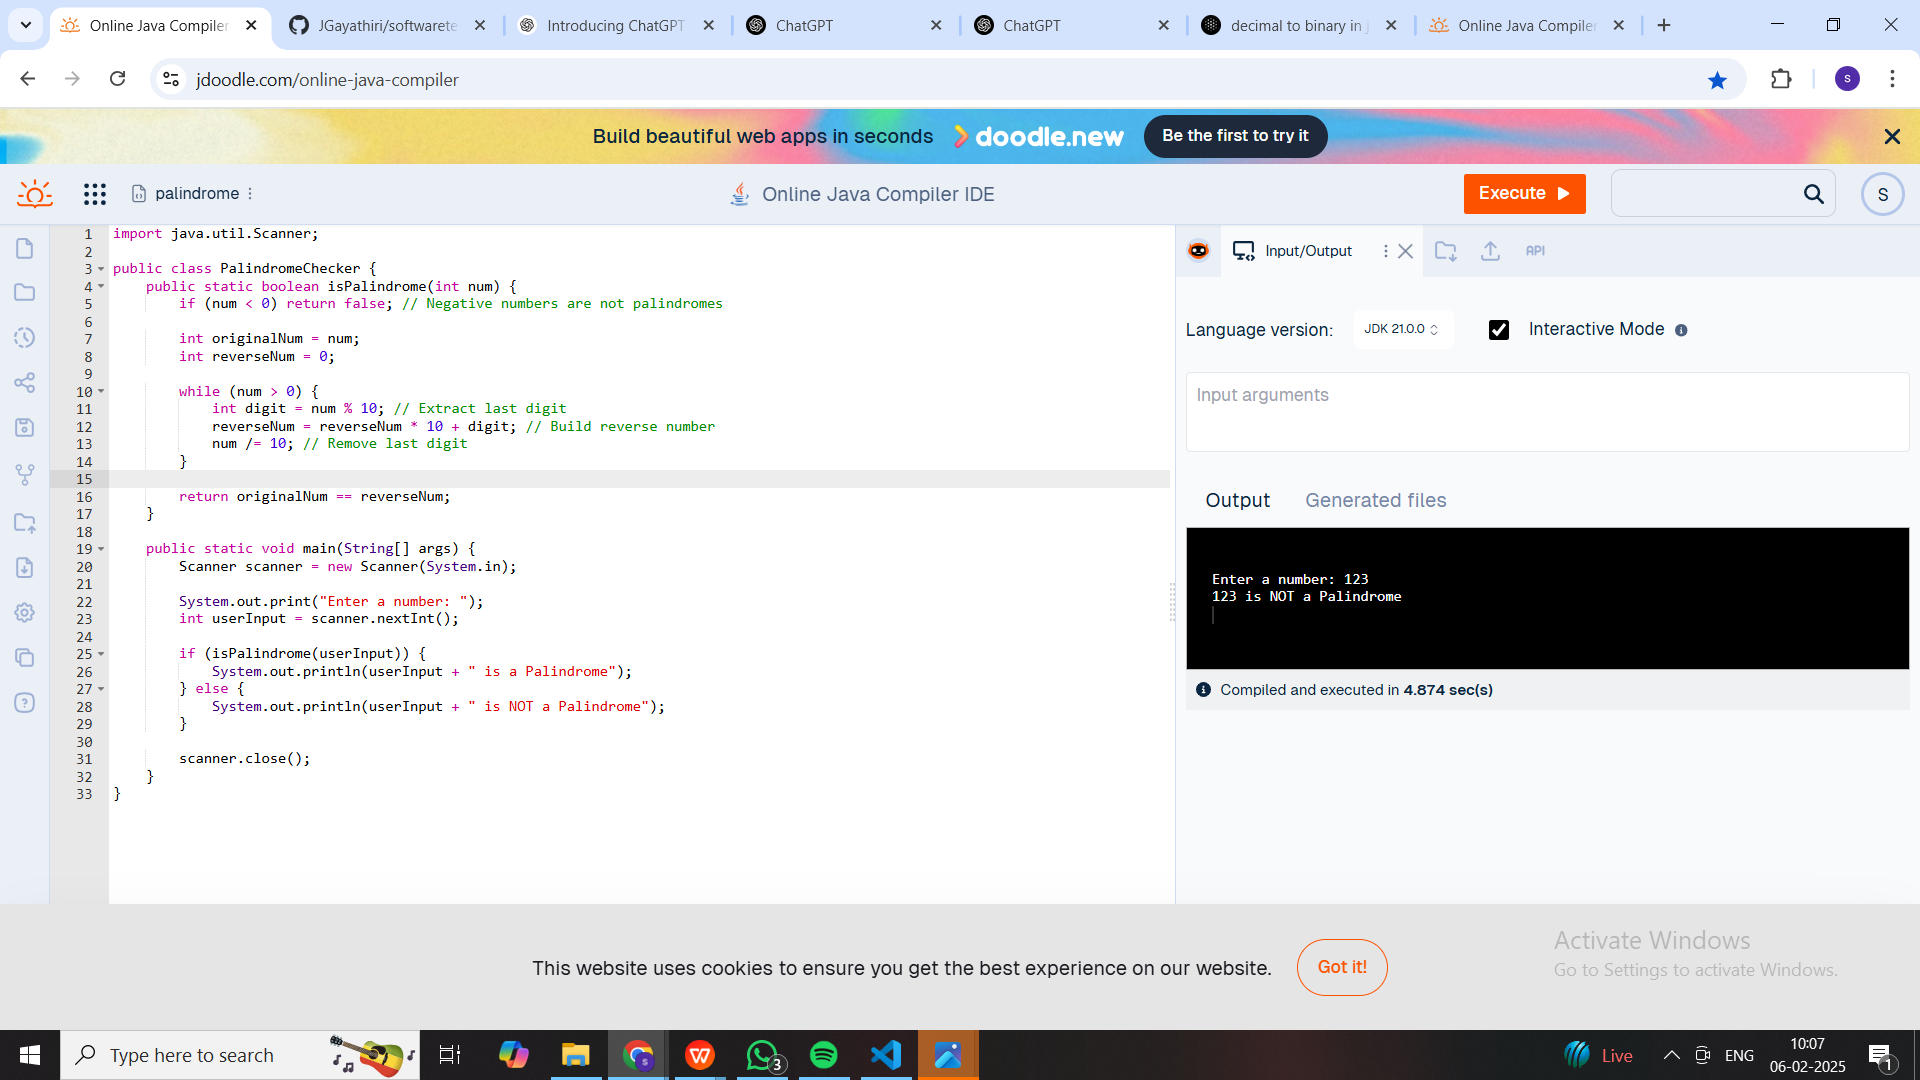 Online Java Compiler
JGayathiri/softwarete
Introducing ChatGPT
ChatGPT
ChatGPT
decimal to binary in j
Online Java Compiler
jdoodle.com/online-java-compiler
S
Build beautiful web apps in seconds
doodle.new
Be the first to try it
palindrome
Online Java Compiler IDE
Execute
S
1 import java.util.Scanner;
2
3 public class PalindromeChecker {
4     public static boolean isPalindrome(int num) {
5         if (num < 0) return false; // Negative numbers are not palindromes
6
7         int originalNum = num;
8         int reverseNum = 0;
9
10         while (num > 0) {
11             int digit = num % 10; // Extract last digit
12             reverseNum = reverseNum * 10 + digit; // Build reverse number
13             num /= 10; // Remove last digit
14         }
15
16         return originalNum == reverseNum;
17     }
18
19     public static void main(String[] args) {
20         Scanner scanner = new Scanner(System.in);
21
22         System.out.print("Enter a number: ");
23         int userInput = scanner.nextInt();
24
25         if (isPalindrome(userInput)) {
26             System.out.println(userInput + " is a Palindrome");
27         } else {
28             System.out.println(userInput + " is NOT a Palindrome");
29         }
30
31         scanner.close();
32     }
33 }
Input/Output
API
Language version:
JDK 21.0.0
Interactive Mode
Input arguments
Output
Generated files
Enter a number: 123
123 is NOT a Palindrome
Compiled and executed in 4.874 sec(s)
This website uses cookies to ensure you get the best experience on our website.
Got it!
Activate Windows
Go to Settings to activate Windows.
Type here to search
3
Live
ENG
10:07
06-02-2025
1